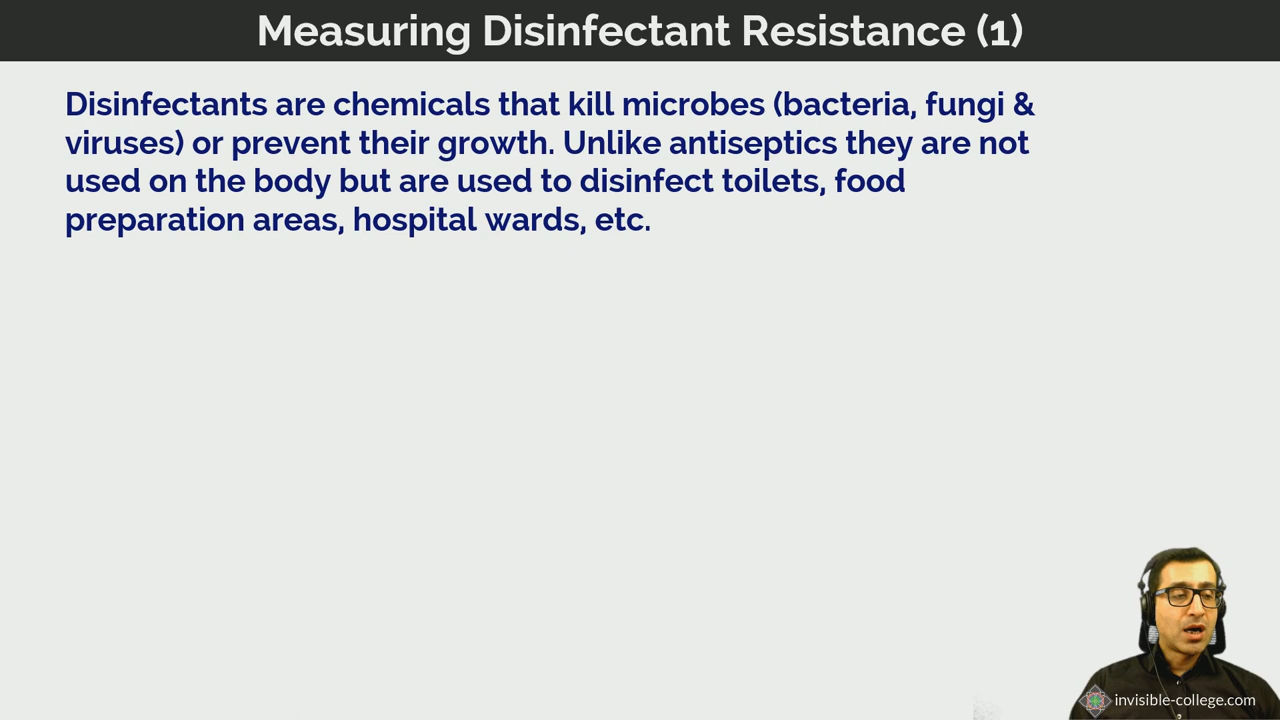 Measuring Disinfectant Resistance (1)
Disinfectants are chemicals that kill microbes (bacteria, fungi &
viruses) or prevent their growth. Unlike antiseptics they are not
used on the body but are used to disinfect toilets, food
preparation areas, hospital wards, etc.
invisible-college.com